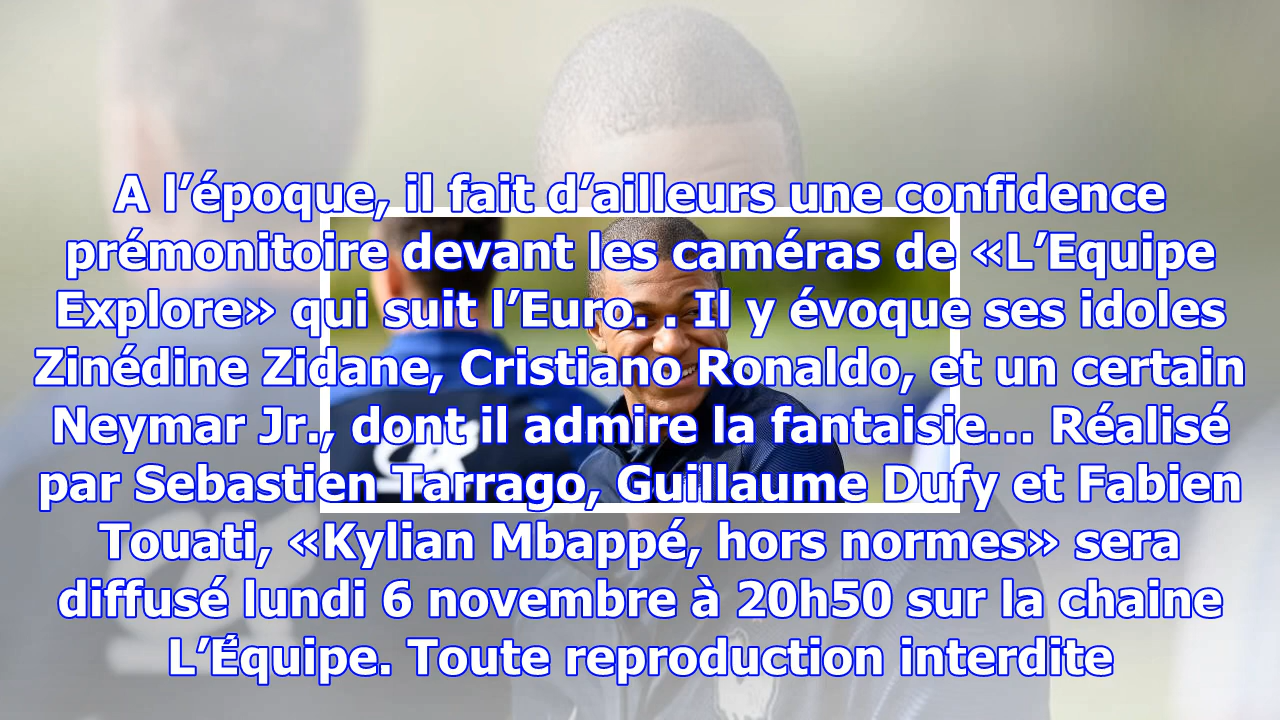 A l’époque, il fait d’ailleurs une confidence
prémonitoire devant les caméras de «L’Equipe
Explore» qui suit l’Euro. . Il y évoque ses idoles
Zinédine Zidane, Cristiano Ronaldo, et un certain
Neymar Jr., dont il admire la fantaisie... Réalisé
par Sebastien Tarrago, Guillaume Dufy et Fabien
Touati, «Kylian Mbappé, hors normes» sera
diffusé lundi 6 novembre à 20h50 sur la chaine
L’Équipe. Toute reproduction interdite